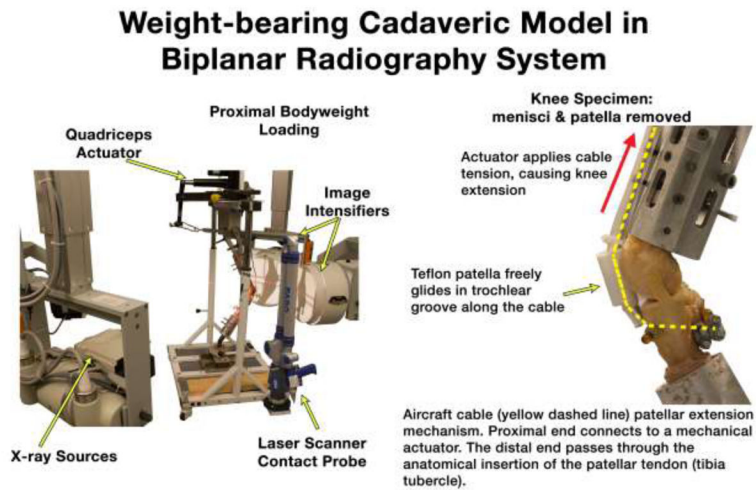 Weight-bearing Cadaveric Model in
Biplanar Radiography System
Quadriceps
Actuator
Proximal Bodyweight
Loading
Image
Intensifiers
X-ray Sources
Laser Scanner
Contact Probe
Knee Specimen:
menisci & patella removed
Actuator applies cable
tension, causing knee
extension
Teflon patella freely
glides in trochlear
groove along the cable
Aircraft cable (yellow dashed line) patellar extension
mechanism. Proximal end connects to a mechanical
actuator. The distal end passes through the
anatomical insertion of the patellar tendon (tibia
tubercle).
FARO